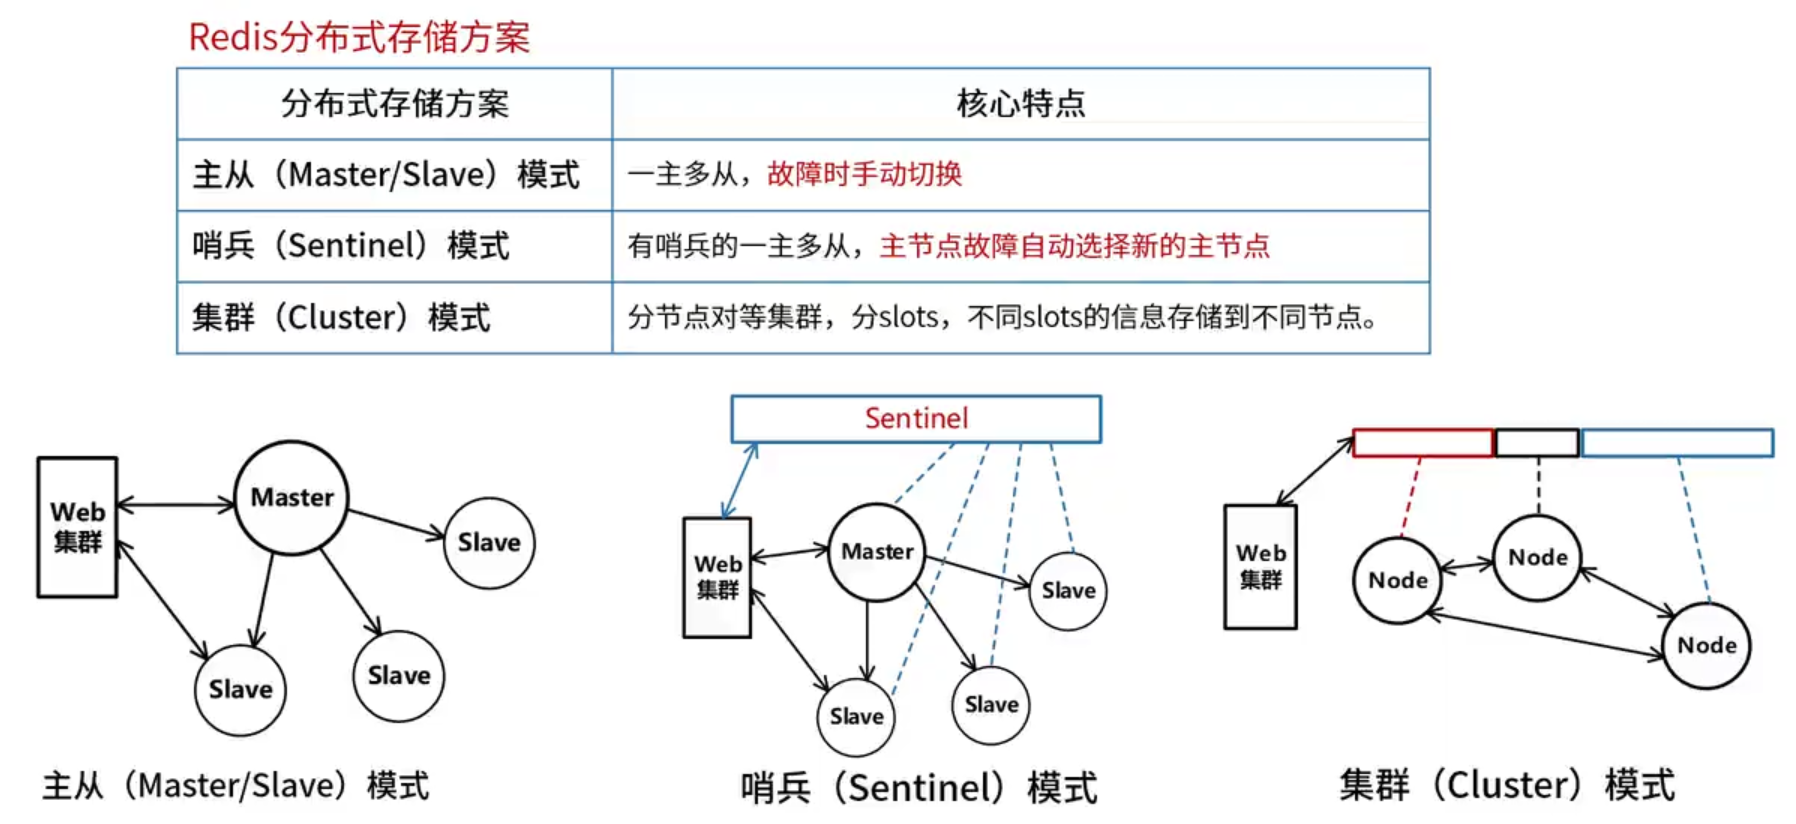 Redis分布式存储方案
分布式存储方案
核心特点
主从（Master/Slave）模式
一主多从，故障时手动切换
哨兵（Sentinel）模式
有哨兵的一主多从，主节点故障自动选择新的主节点
集群（Cluster）模式
分节点对等集群，分slots，不同slots的信息存储到不同节点。
Web
集群
Master
Slave
Slave
Slave
主从（Master/Slave）模式
Sentinel
Web
集群
Master
Slave
Slave
Slave
哨兵（Sentinel）模式
Web
集群
Node
Node
Node
集群（Cluster）模式